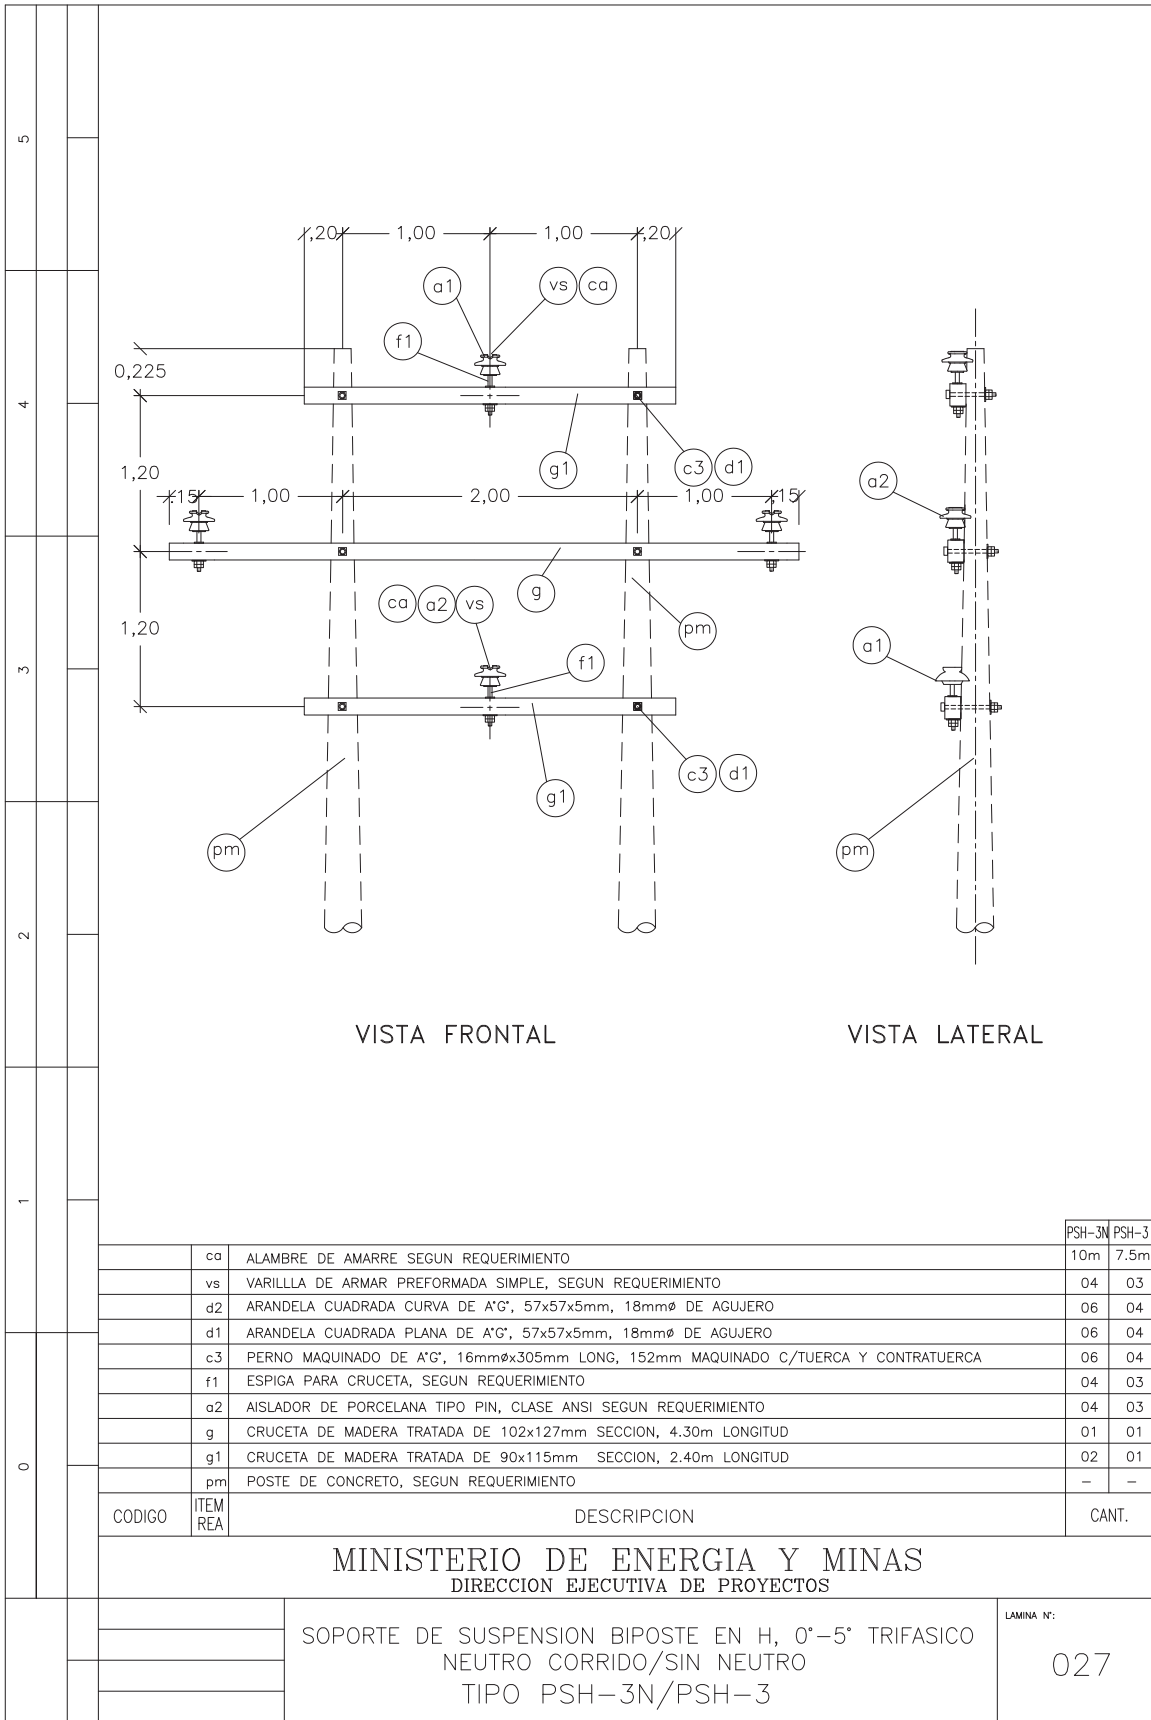 5
4
3
2
1
0
,20
1,00
1,00
,20
a1
vs
ca
f1
0,225
1,20
g1
c3
d1
a2
.15
1,00
2,00
1,00
.15
g
ca
a2
vs
1,20
pm
a1
f1
c3
d1
g1
pm
pm
VISTA FRONTAL
VISTA LATERAL
PSH-3N PSH-3
ca ALAMBRE DE AMARRE SEGUN REQUERIMIENTO 10m 7.5m
vs VARILLLA DE ARMAR PREFORMADA SIMPLE, SEGUN REQUERIMIENTO 04 03
d2 ARANDELA CUADRADA CURVA DE A°G°, 57x57x5mm, 18mmø DE AGUJERO 06 04
d1 ARANDELA CUADRADA PLANA DE A°G°, 57x57x5mm, 18mmø DE AGUJERO 06 04
c3 PERNO MAQUINADO DE A°G°, 16mmøx305mm LONG, 152mm MAQUINADO C/TUERCA Y CONTRATUERCA 06 04
f1 ESPIGA PARA CRUCETA, SEGUN REQUERIMIENTO 04 03
a2 AISLADOR DE PORCELANA TIPO PIN, CLASE ANSI SEGUN REQUERIMIENTO 04 03
g CRUCETA DE MADERA TRATADA DE 102x127mm SECCION, 4.30m LONGITUD 01 01
g1 CRUCETA DE MADERA TRATADA DE 90x115mm SECCION, 2.40m LONGITUD 02 01
pm POSTE DE CONCRETO, SEGUN REQUERIMIENTO - -
CODIGO ITEM REA DESCRIPCION CANT.
MINISTERIO DE ENERGIA Y MINAS
DIRECCION EJECUTIVA DE PROYECTOS
SOPORTE DE SUSPENSION BIPOSTE EN H, 0°-5° TRIFASICO
NEUTRO CORRIDO/SIN NEUTRO
TIPO PSH-3N/PSH-3
LAMINA N°:
027